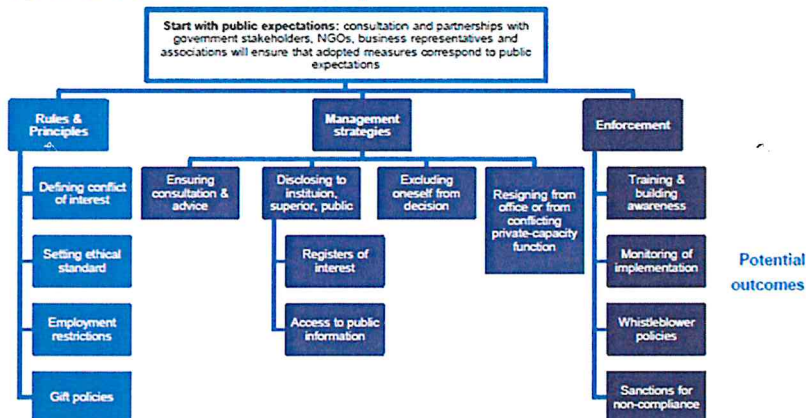 Start with public expectations: consultation and partnerships with
government stakeholders, NGOs, business representatives and
associations will ensure that adopted measures correspond to public
expectations
Rules &
Principles
Management
strategies
Enforcement
Defining conflict
of interest
Setting ethical
standard
Employment
restrictions
Gift policies
Ensuring
consultation &
advice
Disclosing to
instituion,
superior, public
Registers of
interest
Access to public
information
Excluding
oneself from
decision
Resigning from
office or from
conflicting
private-capacity
function
Training &
building
awareness
Monitoring of
implementation
Whistleblower
policies
Sanctions for
non-compliance
Potential
outcomes